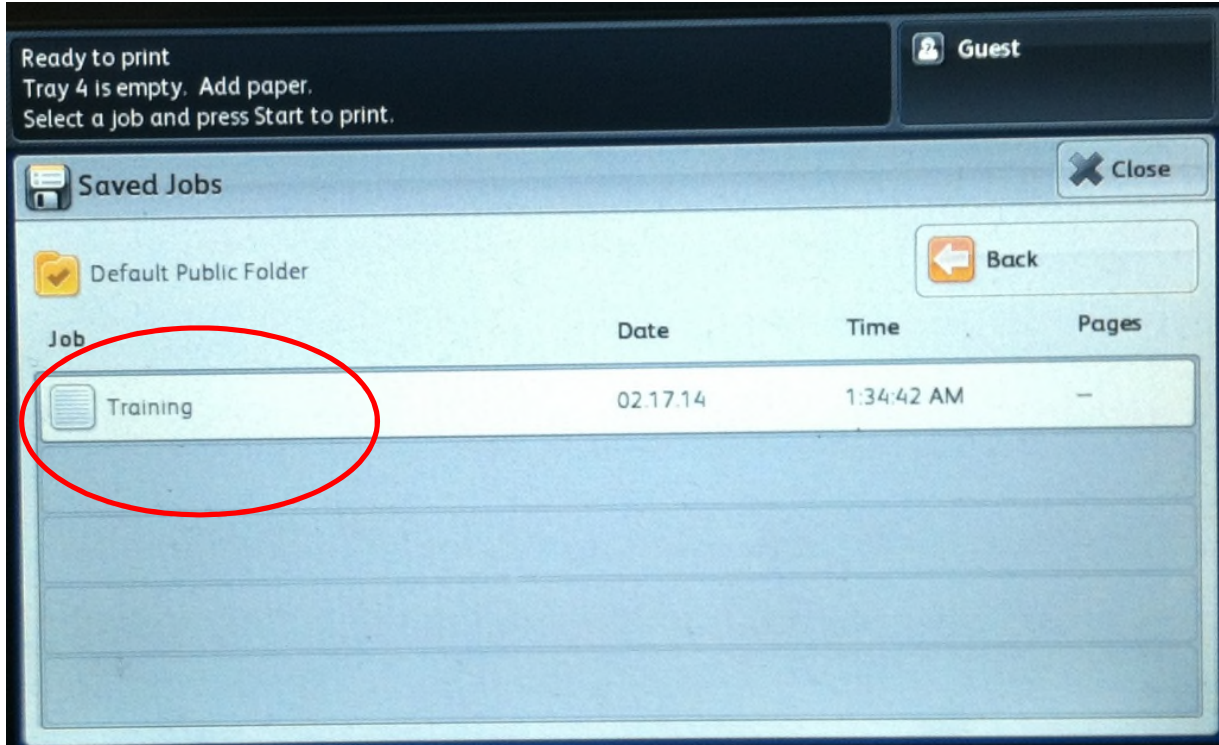 Ready to print
Tray 4 is empty. Add paper.
Select a job and press Start to print.
Guest
Saved Jobs
Close
Default Public Folder
Back
Job Date Time Pages
Training 02.17.14 1:34:42 AM —